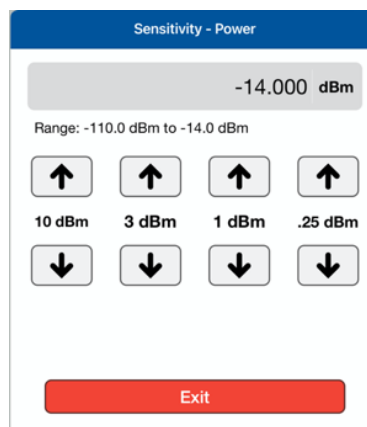 Sensitivity - Power
-14.000 dBm
Range: -110.0 dBm to -14.0 dBm
10 dBm 3 dBm 1 dBm .25 dBm
Exit